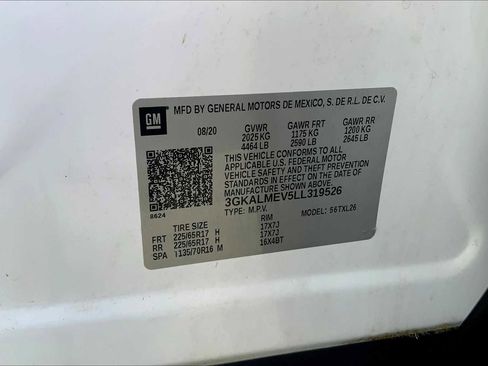 GM
MFD BY GENERAL MOTORS DE MEXICO, S. DE R.L. DE C.V.
08/20 GVWR GAWR FRT GAWR RR
2025 KG 1175 KG 1200 KG
4464 LB 2590 LB 2645 LB
THIS VEHICLE CONFORMS TO ALL
APPLICABLE U.S. FEDERAL MOTOR
VEHICLE SAFETY AND THEFT
PREVENTION STANDARDS IN EFFECT
ON THE DATE OF
MANUFACTURE SHOWN ABOVE.
3GKALMEV5LL319526
8624
TYPE: M.P.V. MODEL: 56TXL26
TIRE SIZE RIM
FRT 225/65R17 H 17X7J
RR 225/65R17 H 17X7J
SPA T135/70R16 M 16X4BT